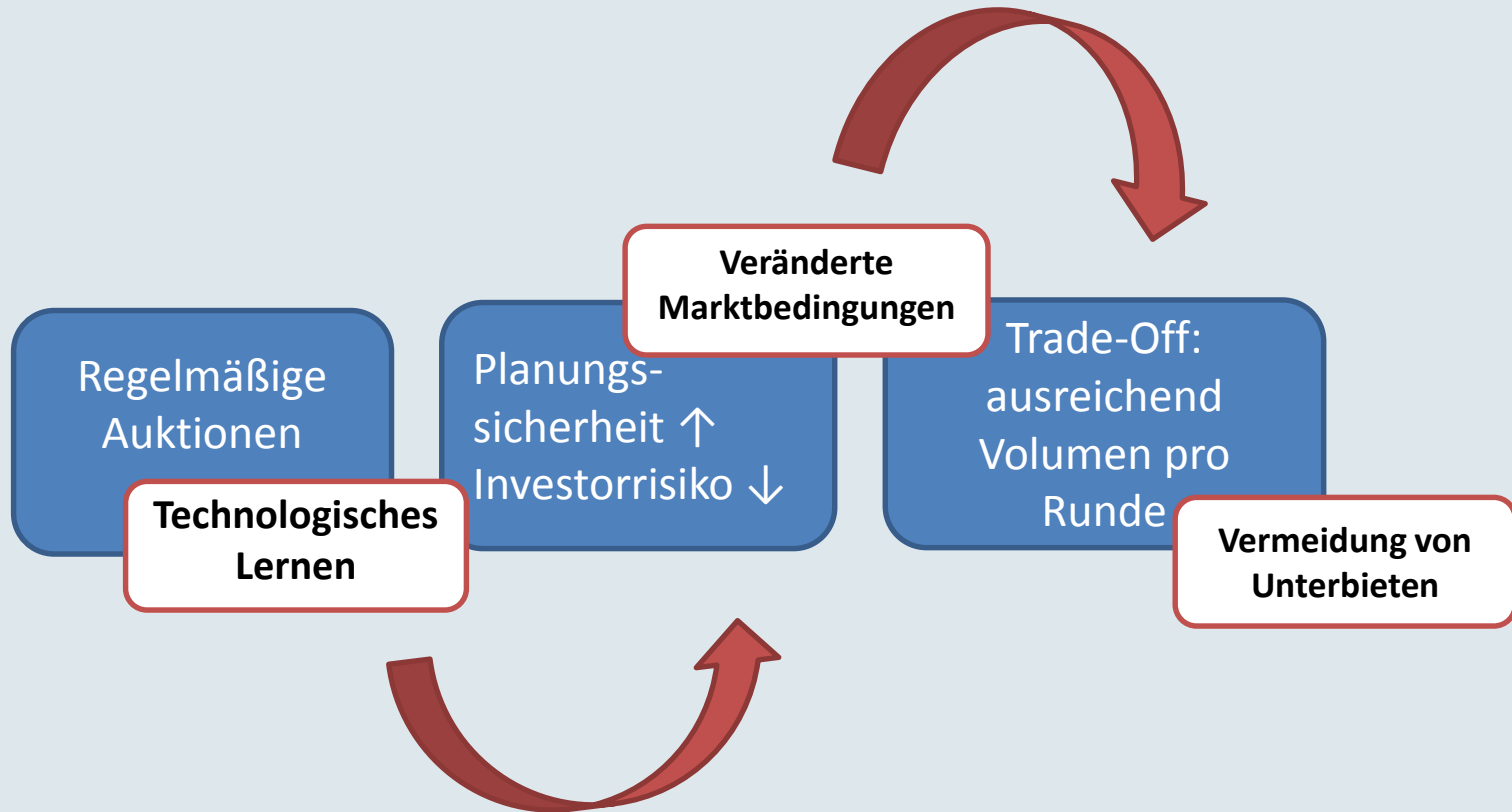 Regelmäßige
Auktionen
Technologisches
Lernen
Planungs-
sicherheit ↑
Investorrisiko ↓
Veränderte
Marktbedingungen
Trade-Off:
ausreichend
Volumen pro
Runde
Vermeidung von
Unterbieten